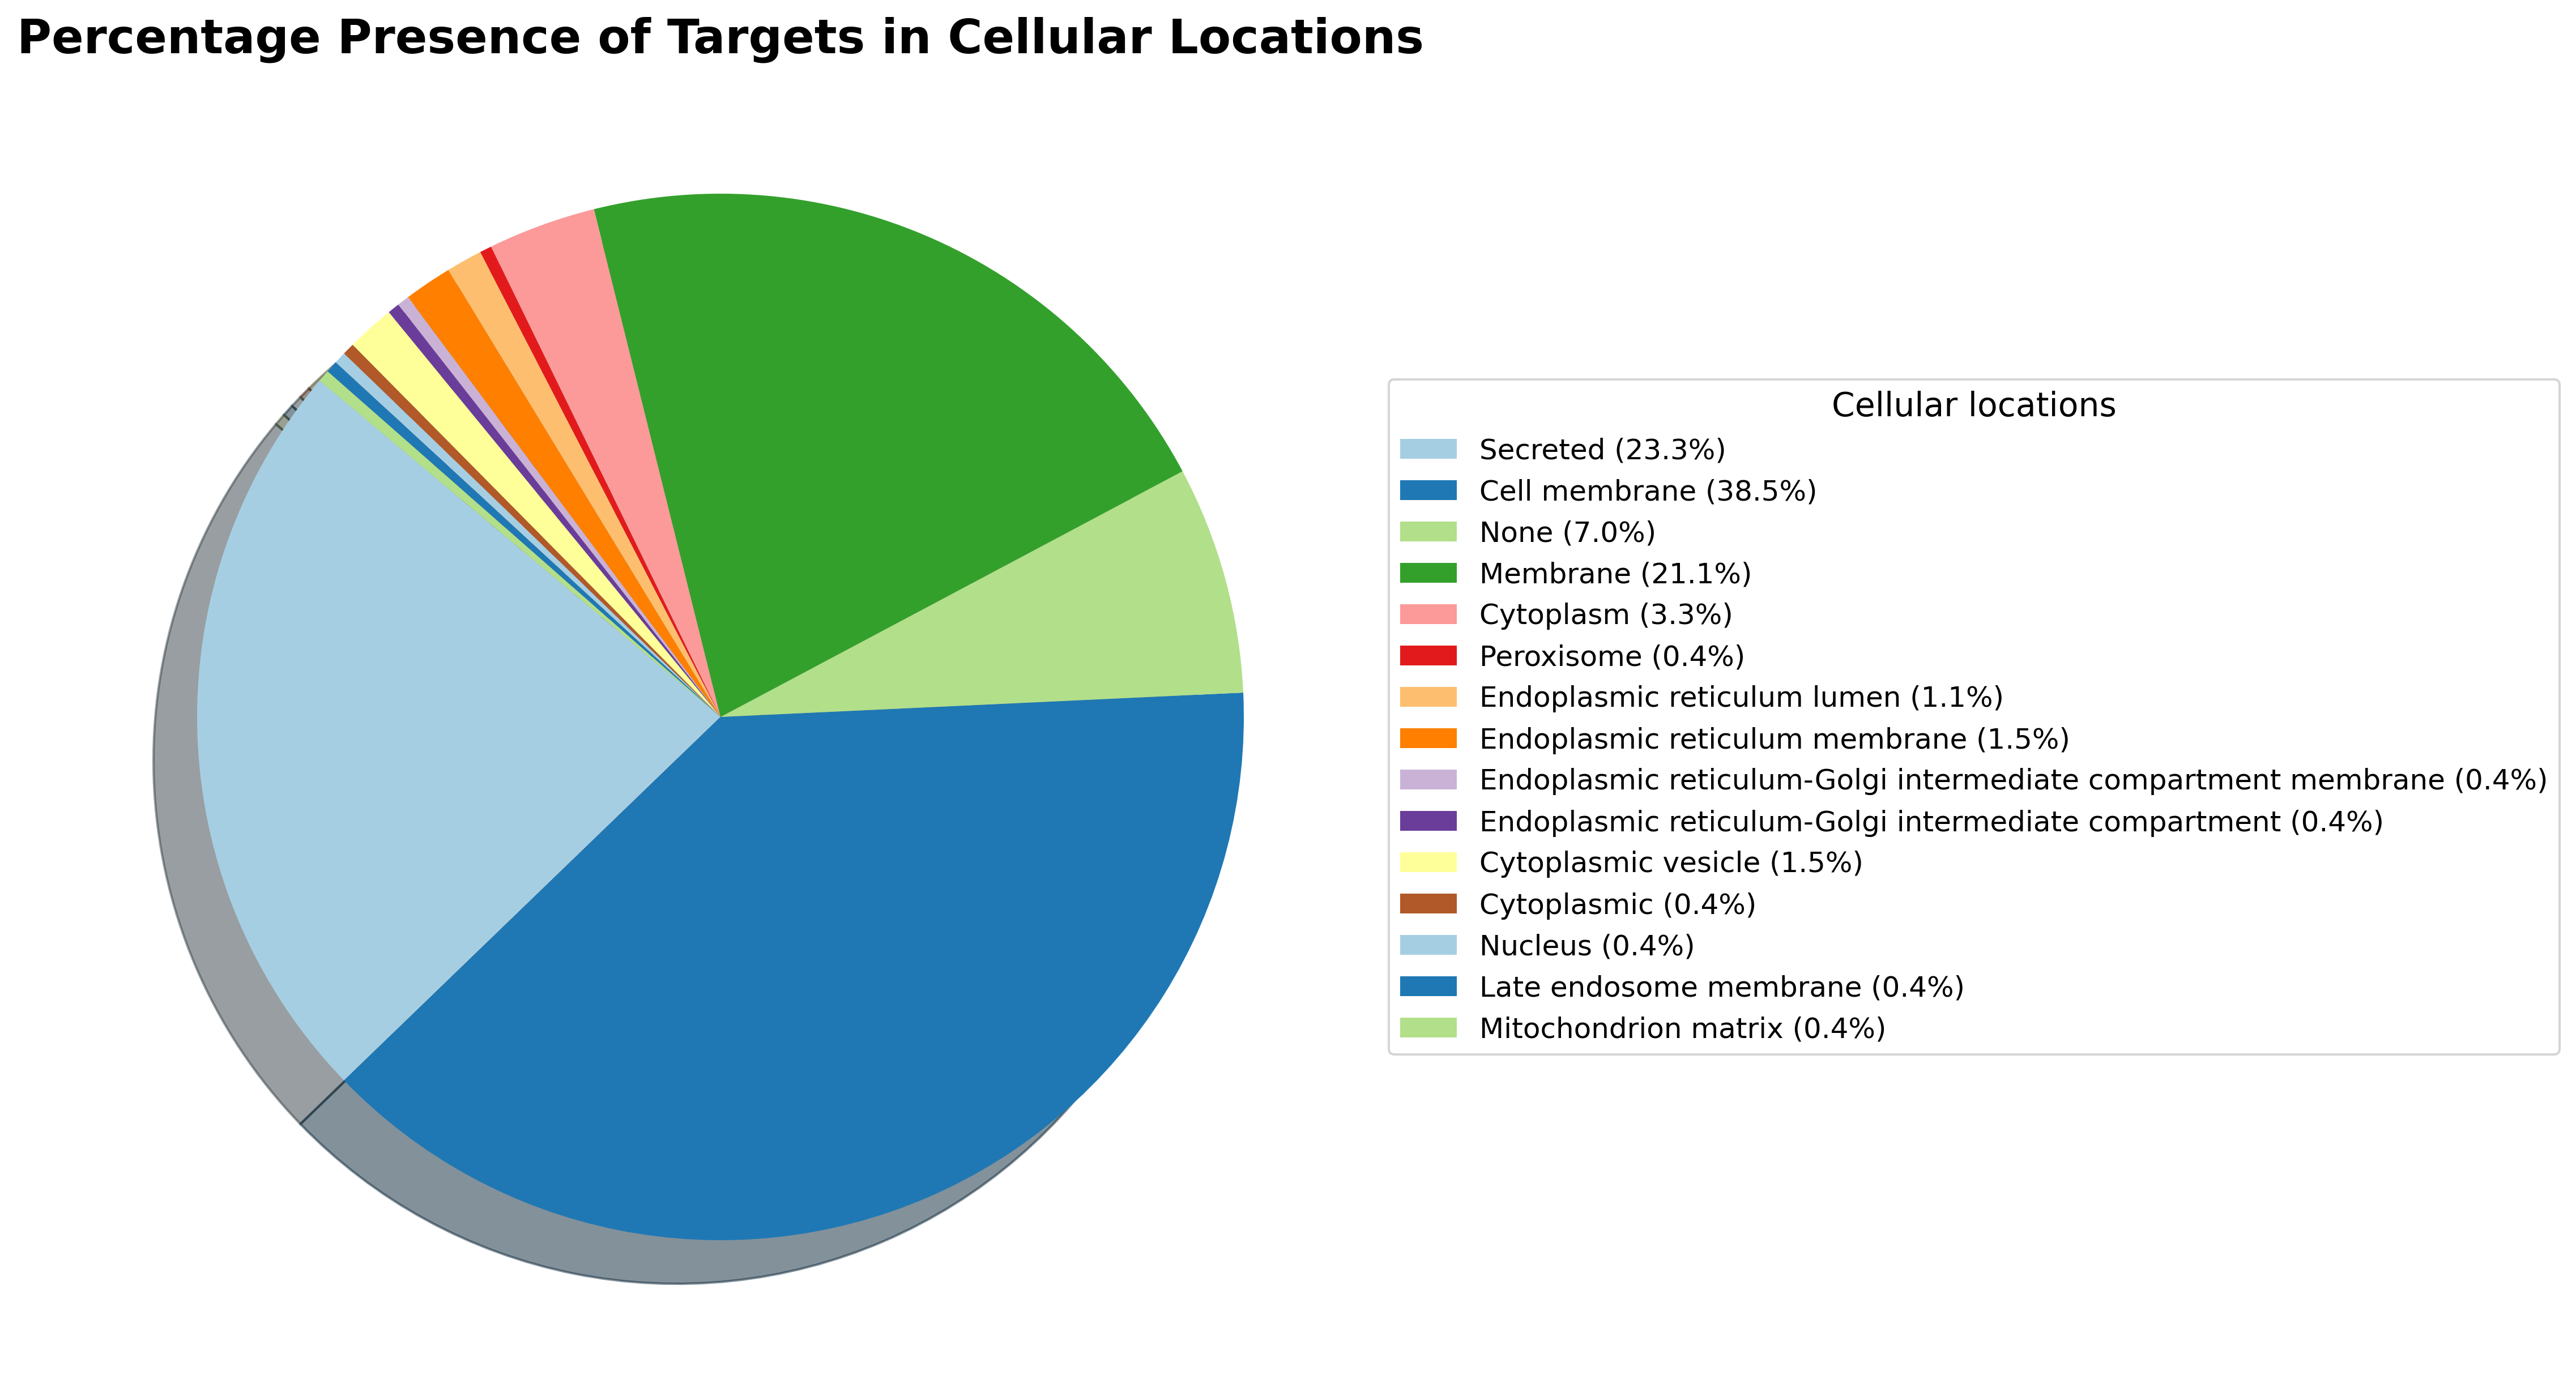 Percentage Presence of Targets in Cellular Locations
Cellular locations
Secreted (23.3%)
Cell membrane (38.5%)
None (7.0%)
Membrane (21.1%)
Cytoplasm (3.3%)
Peroxisome (0.4%)
Endoplasmic reticulum lumen (1.1%)
Endoplasmic reticulum membrane (1.5%)
Endoplasmic reticulum-Golgi intermediate compartment membrane (0.4%)
Endoplasmic reticulum-Golgi intermediate compartment (0.4%)
Cytoplasmic vesicle (1.5%)
Cytoplasmic (0.4%)
Nucleus (0.4%)
Late endosome membrane (0.4%)
Mitochondrion matrix (0.4%)